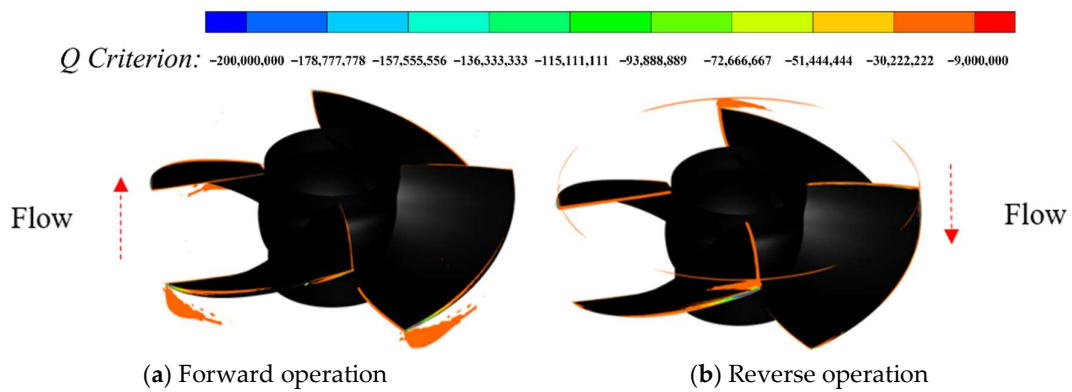 Q Criterion: −200,000,000 −178,777,778 −157,555,556 −136,333,333 −115,111,111 −93,888,889 −72,666,667 −51,444,444 −30,222,222 −9,000,000
Flow
Flow
(a) Forward operation
(b) Reverse operation